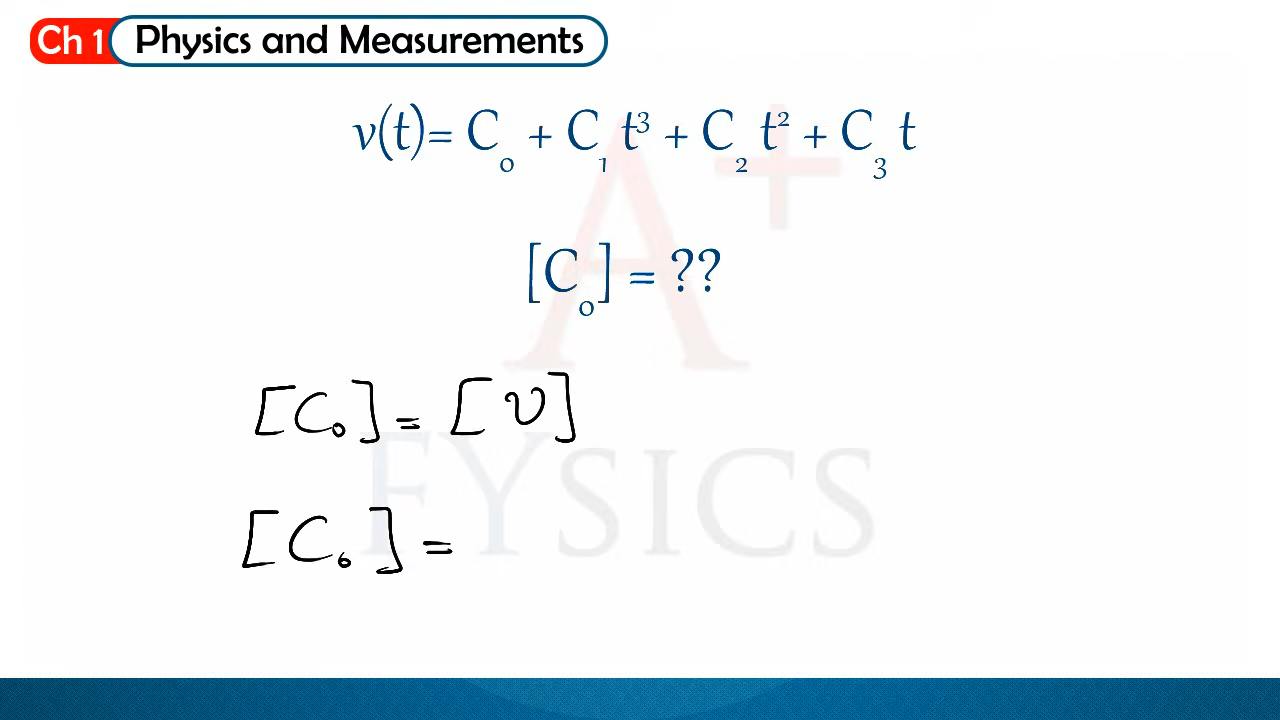 Ch 1 Physics and Measurements
v(t)= C₀ + C₁ t³ + C₂ t² + C₃ t
[C₀] = ??
[C₀] = [v]
[C₀] =
A+
FYSICS